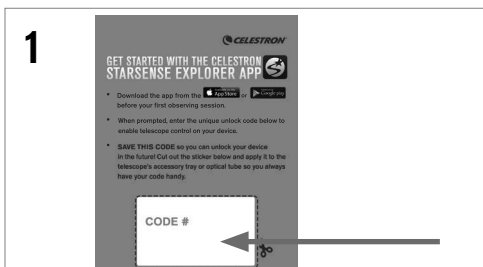 1
CELESTRON
GET STARTED WITH THE CELESTRON
STARSENSE EXPLORER APP
• Download the app from the App Store or Google play
before your first observing session.
• When prompted, enter the unique unlock code below to
enable telescope control on your device.
• SAVE THIS CODE so you can unlock your device
in the future! Cut out the sticker below and apply it to the
telescope's accessory tray or optical tube so you always
have your code handy.
CODE #